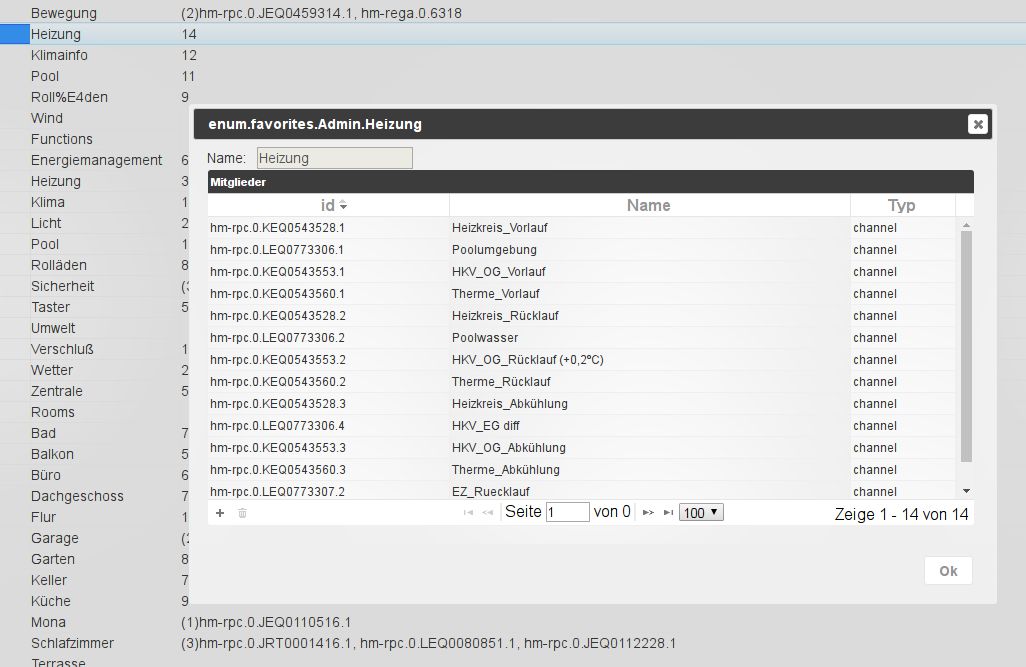 Bewegung (2)hm-rpc.0.JEQ0459314.1, hm-rega.0.6318
Heizung 14
Klimainfo 12
Pool 11
Roll%E4den 9
Wind
Functions
Energiemanagement 6
Heizung 3
Klima 1
Licht 2
Pool 1
Rolläden 8
Sicherheit (3
Taster 5
Umwelt
Verschluß 1
Wetter 2
Zentrale 5
Rooms
Bad 7
Balkon 5
Büro 6
Dachgeschoss 7
Flur 1
Garage (2
Garten 8
Keller 7
Küche 9
Mona (1)hm-rpc.0.JEQ0110516.1
Schlafzimmer (3)hm-rpc.0.JRT0001416.1, hm-rega.0.LEQ0080851.1, hm-rpc.0.JEQ0112228.1
Terrasse
enum.favorites.Admin.Heizung
Name: Heizung
Mitglieder
id Name Typ
hm-rpc.0.KEQ0543528.1 Heizkreis_Vorlauf channel
hm-rpc.0.LEQ0773306.1 Poolumgebung channel
hm-rpc.0.KEQ0543553.1 HKV_OG_Vorlauf channel
hm-rpc.0.KEQ0543560.1 Therme_Vorlauf channel
hm-rpc.0.KEQ0543528.2 Heizkreis_Rücklauf channel
hm-rpc.0.LEQ0773306.2 Poolwasser channel
hm-rpc.0.KEQ0543553.2 HKV_OG_Rücklauf (+0,2°C) channel
hm-rpc.0.KEQ0543560.2 Therme_Rücklauf channel
hm-rpc.0.KEQ0543528.3 Heizkreis_Abkühlung channel
hm-rpc.0.LEQ0773306.4 HKV_EG diff channel
hm-rpc.0.KEQ0543553.3 HKV_OG_Abkühlung channel
hm-rpc.0.KEQ0543560.3 Therme_Abkühlung channel
hm-rpc.0.LEQ0773307.2 EZ_Ruecklauf channel
Seite 1 von 0 100 Zeige 1 - 14 von 14
Ok